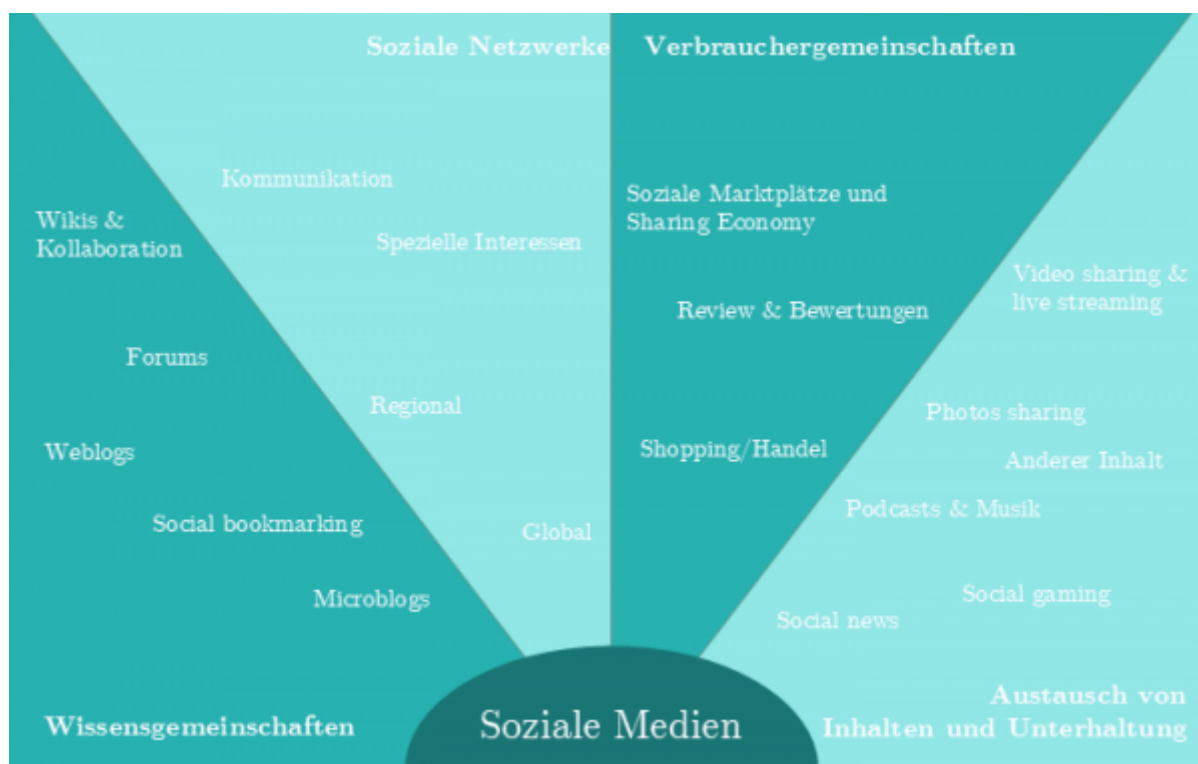 Soziale Netzwerke
Verbrauchergemeinschaften
Kommunikation
Wikis &
Kollaboration
Spezielle Interessen
Soziale Marktplätze und
Sharing Economy
Video sharing &
live streaming
Review & Bewertungen
Forums
Regional
Photos sharing
Weblogs
Shopping/Handel
Anderer Inhalt
Social bookmarking
Global
Podcasts & Musik
Microblogs
Social gaming
Social news
Wissensgemeinschaften
Soziale Medien
Austausch von
Inhalten und Unterhaltung